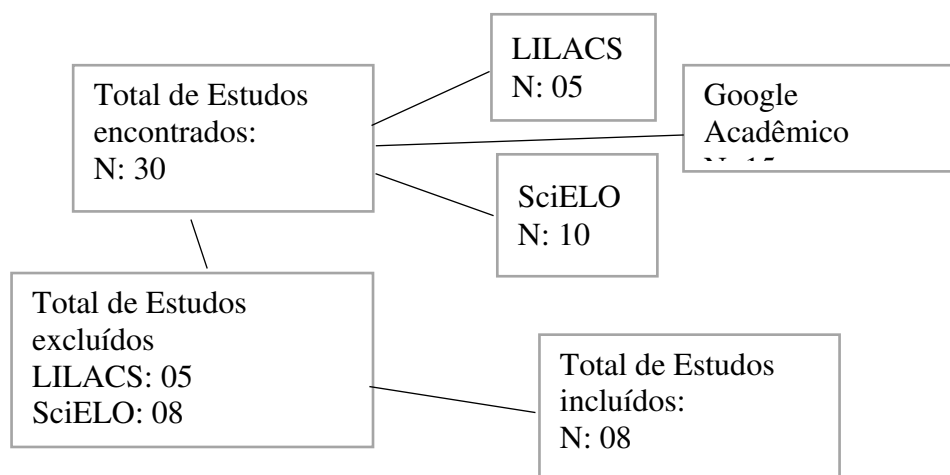 LILACS
N: 05
Total de Estudos
encontrados:
N: 30
Google
Acadêmico
SciELO
N: 10
Total de Estudos
excluídos
LILACS: 05
SciELO: 08
Total de Estudos
incluídos:
N: 08